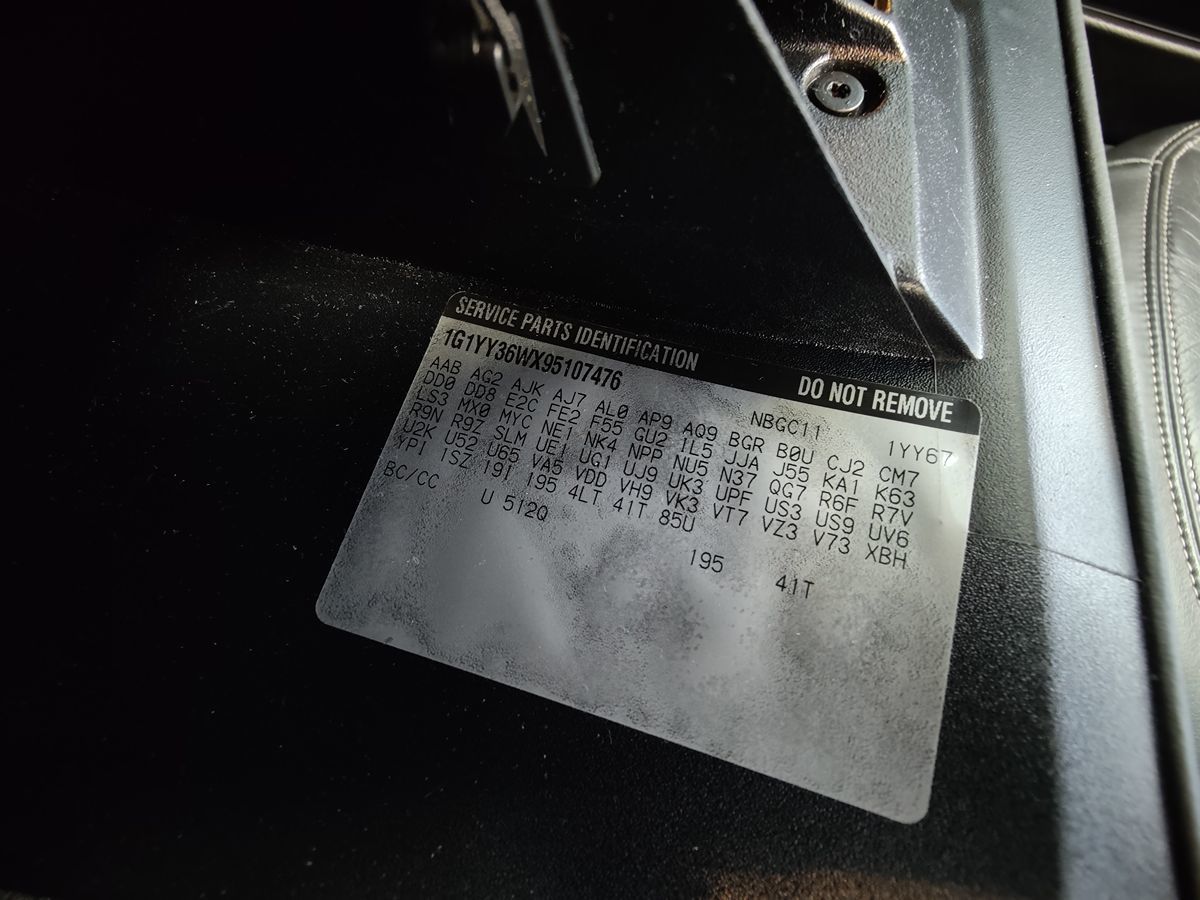 SERVICE PARTS IDENTIFICATION DO NOT REMOVE
1G1YY36WX95107476 NBGC11 1YY67
AAB AG2 AJK AJ7 AL0 AP9 AQ9 BGR B0U CJ2 CM7
DD0 DD8 E2C FE2 F55 GU2 1L5 JJA J55 KA1 K63
LS3 MX0 MYC NE1 NK4 NPP NU5 N37 QG7 R6F R7V
R9N R9Z SLM UE1 UG1 UJ9 UK3 UPF US3 US9 UV6
U2K U52 U65 VA5 VDD VH9 VK3 VT7 VZ3 V73 XBH
YP1 1SZ 19I 195 4LT 41T 85U
BC/CC U 512Q 195 41T